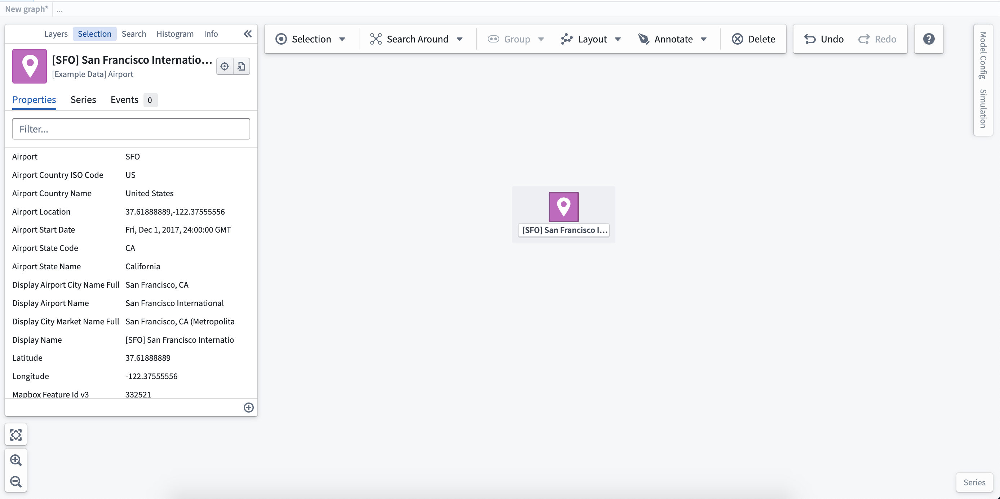 New graph* ...
Layers Selection Search Histogram Info
[SFO] San Francisco Internatio...
[Example Data] Airport
Properties Series Events 0
Filter...
Airport SFO
Airport Country ISO Code US
Airport Country Name United States
Airport Location 37.61888889,-122.37555556
Airport Start Date Fri, Dec 1, 2017, 24:00:00 GMT
Airport State Code CA
Airport State Name California
Display Airport City Name Full San Francisco, CA
Display Airport Name San Francisco International
Display City Market Name Full San Francisco, CA (Metropolita
Display Name [SFO] San Francisco Internation
Latitude 37.61888889
Longitude -122.37555556
Mapbox Feature Id v3 332521
Selection Search Around Group Layout Annotate Delete Undo Redo ?
[SFO] San Francisco I...
Model Config
Simulation
Series